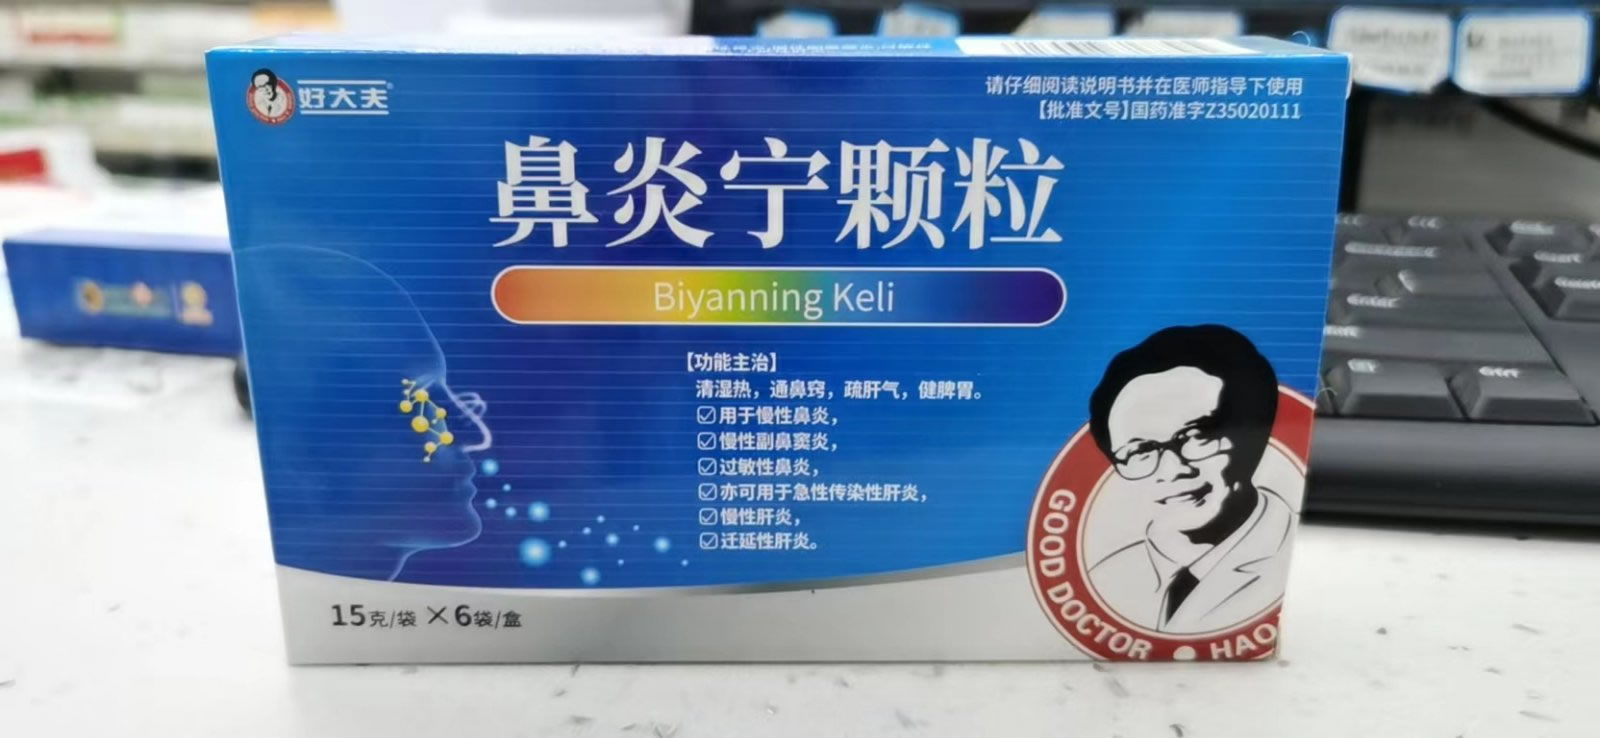 好大夫
请仔细阅读说明书并在医师指导下使用
【批准文号】国药准字Z35020111
鼻炎宁颗粒
Biyanning Keli
【功能主治】
清湿热，通鼻窍，疏肝气，健脾胃。
☑用于慢性鼻炎，
☑慢性副鼻窦炎，
☑过敏性鼻炎，
☑亦可用于急性传染性肝炎，
☑慢性肝炎，
☑迁延性肝炎。
15克/袋×6袋/盒
GOOD DOCTOR • HAO